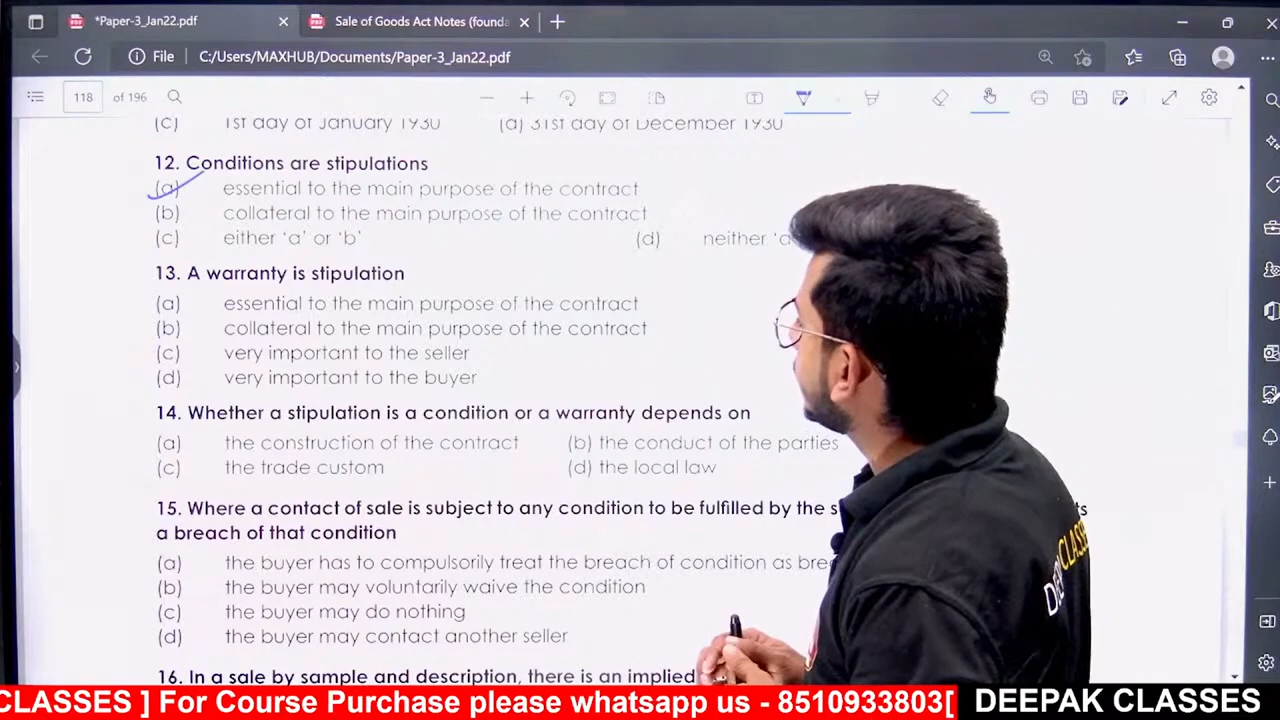 *Paper-3_Jan22.pdf
Sale of Goods Act Notes (founda
File C:/Users/MAXHUB/Documents/Paper-3_Jan22.pdf
118 of 196
(c) 1st day of January 1930 (d) 31st day of December 1930
12. Conditions are stipulations
(a) essential to the main purpose of the contract
(b) collateral to the main purpose of the contract
(c) either ‘a’ or ‘b’ (d) neither ‘a
13. A warranty is stipulation
(a) essential to the main purpose of the contract
(b) collateral to the main purpose of the contract
(c) very important to the seller
(d) very important to the buyer
14. Whether a stipulation is a condition or a warranty depends on
(a) the construction of the contract (b) the conduct of the parties
(c) the trade custom (d) the local law
15. Where a contact of sale is subject to any condition to be fulfilled by the s
a breach of that condition
(a) the buyer has to compulsorily treat the breach of condition as brea
(b) the buyer may voluntarily waive the condition
(c) the buyer may do nothing
(d) the buyer may contact another seller
16. In a sale by sample and description, there is an implied
DEEPAK CLASSES
CLASSES ] For Course Purchase please whatsapp us - 8510933803[ DEEPAK CLASSES